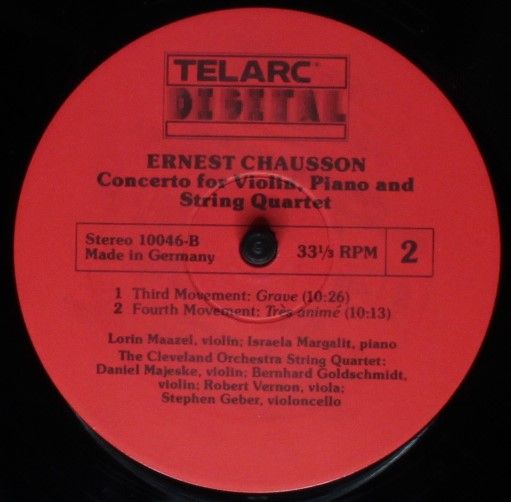 TELARC®
DIGITAL
ERNEST CHAUSSON
Concerto for Violin, Piano and
String Quartet
Stereo 10046-B
Made in Germany
33⅓ RPM
2
1 Third Movement: Grave (10:26)
2 Fourth Movement: Très animé (10:13)
Lorin Maazel, violin; Israela Margalit, piano
The Cleveland Orchestra String Quartet:
Daniel Majeske, violin; Bernhard Goldschmidt,
violin; Robert Vernon, viola;
Stephen Geber, violoncello